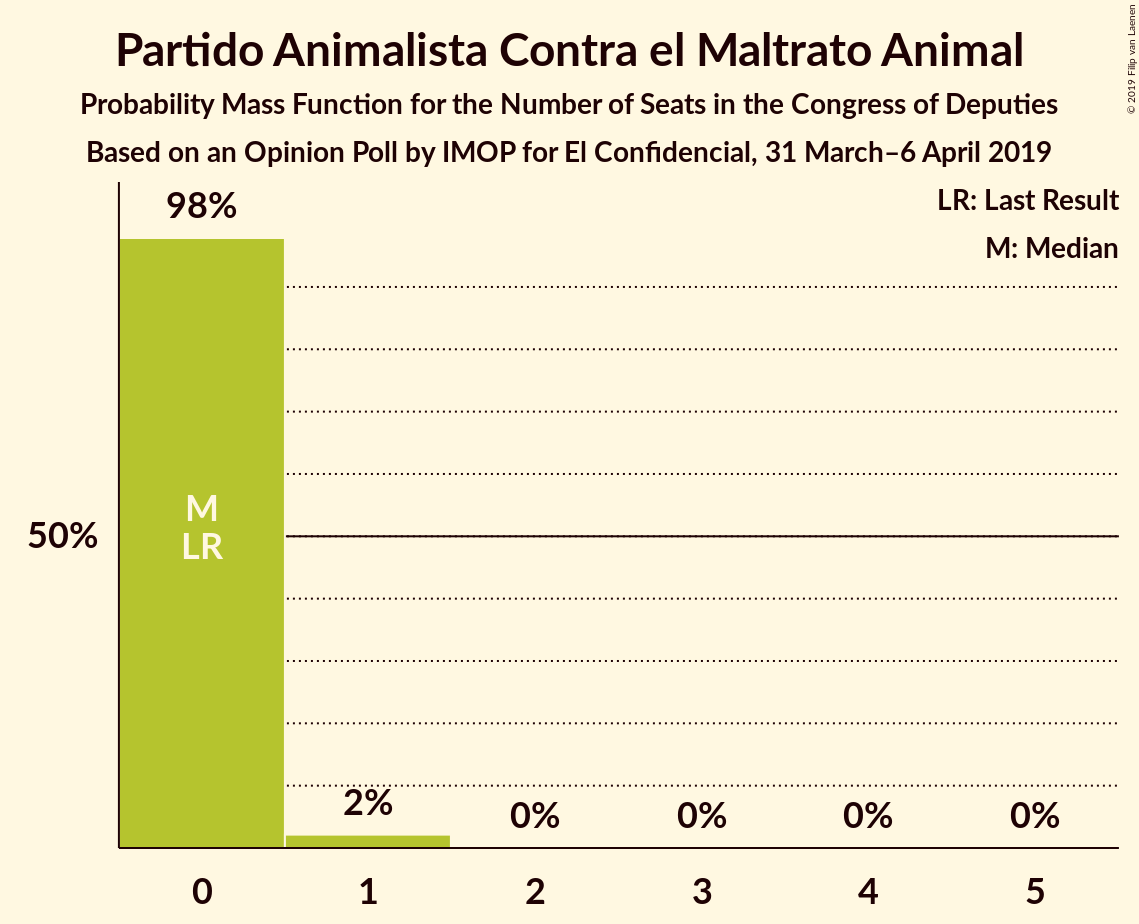 Partido Animalista Contra el Maltrato Animal
Probability Mass Function for the Number of Seats in the Congress of Deputies
Based on an Opinion Poll by IMOP for El Confidencial, 31 March–6 April 2019
© 2019 Filip van Laenen
LR: Last Result
M: Median
98%
M
LR
50%
2%
0%
0%
0%
0%
0
1
2
3
4
5